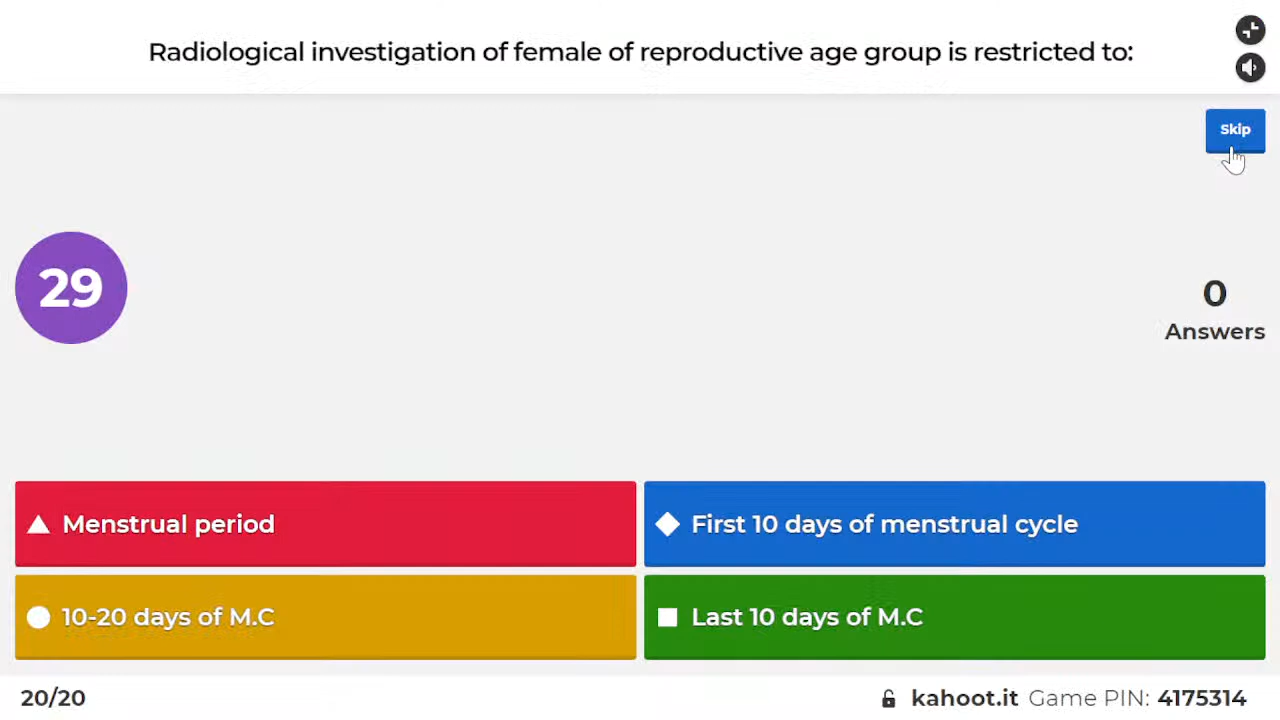 Radiological investigation of female of reproductive age group is restricted to:
Skip
29
0
Answers
Menstrual period
First 10 days of menstrual cycle
10-20 days of M.C
Last 10 days of M.C
20/20
kahoot.it Game PIN: 4175314